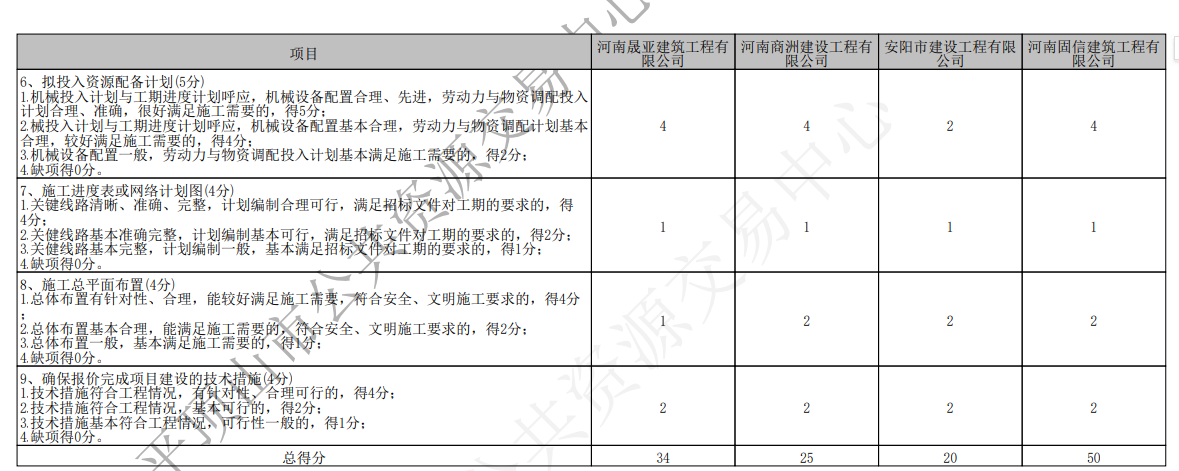 项目
河南晟亚建筑工程有限公司
河南商洲建设工程有限公司
安阳市建设工程有限公司
河南固信建筑工程有限公司
6、拟投入资源配备计划(5分)
1.机械投入计划与工期进度计划呼应，机械设备配置合理、先进，劳动力与物资调配投入
计划合理、准确，很好满足施工需要的，得5分；
2.械投入计划与工期进度计划呼应，机械设备配置基本合理，劳动力与物资调配计划基本
合理，较好满足施工需要的，得4分；
3.机械设备配置一般，劳动力与物资调配投入计划基本满足施工需要的，得2分；
4.缺项得0分。
4
4
2
4
7、施工进度表或网络计划图(4分)
1.关键线路清晰、准确、完整，计划编制合理可行，满足招标文件对工期的要求的，得
4分；
2.关健线路基本准确完整，计划编制基本可行，满足招标文件对工期的要求的，得2分；
3.关健线路基本完整，计划编制一般，基本满足招标文件对工期的要求的，得1分；
4.缺项得0分。
1
1
1
1
8、施工总平面布置(4分)
1.总体布置有针对性、合理，能较好满足施工需要，符合安全、文明施工要求的，得4分
；
2.总体布置基本合理，能满足施工需要的，符合安全、文明施工要求的，得2分；
3.总体布置一般，基本满足施工需要的，得1分；
4.缺项得0分。
1
2
2
2
9、确保报价完成项目建设的技术措施(4分)
1.技术措施符合工程情况，有针对性、合理可行的，得4分；
2.技术措施符合工程情况，基本可行的，得2分；
3.技术措施基本符合工程情况，可行性一般的，得1分；
4.缺项得0分。
2
2
2
2
总得分
34
25
20
50
平顶山市公共资源交易中心
公共资源交易中心